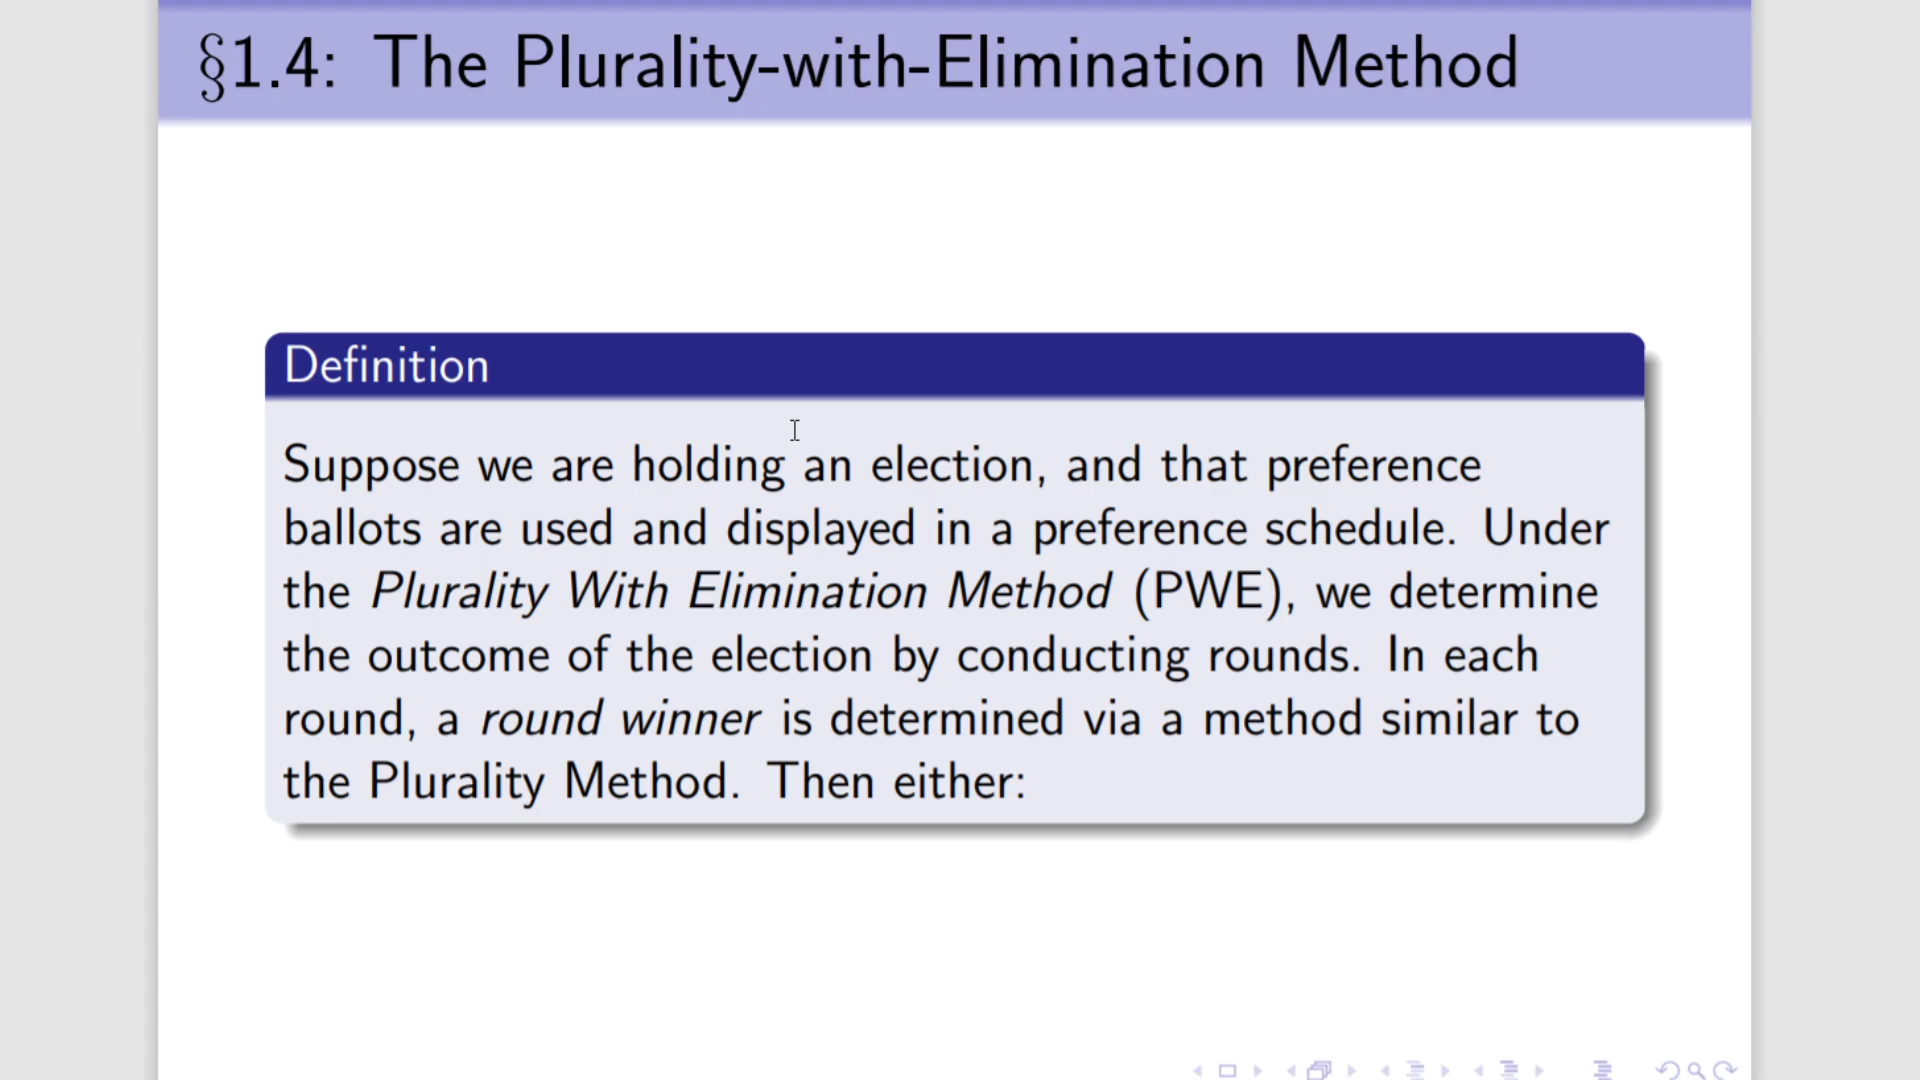 §1.4: The Plurality-with-Elimination Method
Definition
Suppose we are holding an election, and that preference
ballots are used and displayed in a preference schedule. Under
the Plurality With Elimination Method (PWE), we determine
the outcome of the election by conducting rounds. In each
round, a round winner is determined via a method similar to
the Plurality Method. Then either: